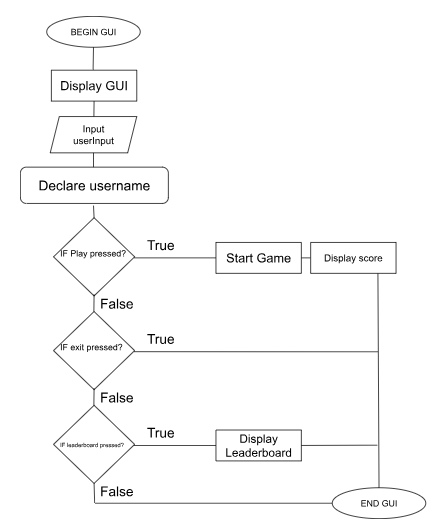 BEGIN GUI
Display GUI
Input
userInput
Declare username
IF Play pressed?
True
Start Game
Display score
False
IF exit pressed?
True
False
IF leaderboard pressed?
True
Display
Leaderboard
False
END GUI